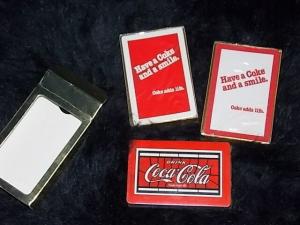 Have a Coke
and a smile.
Coke adds life.
Have a Coke
and a smile.
Coke adds life.
DRINK
Coca-Cola